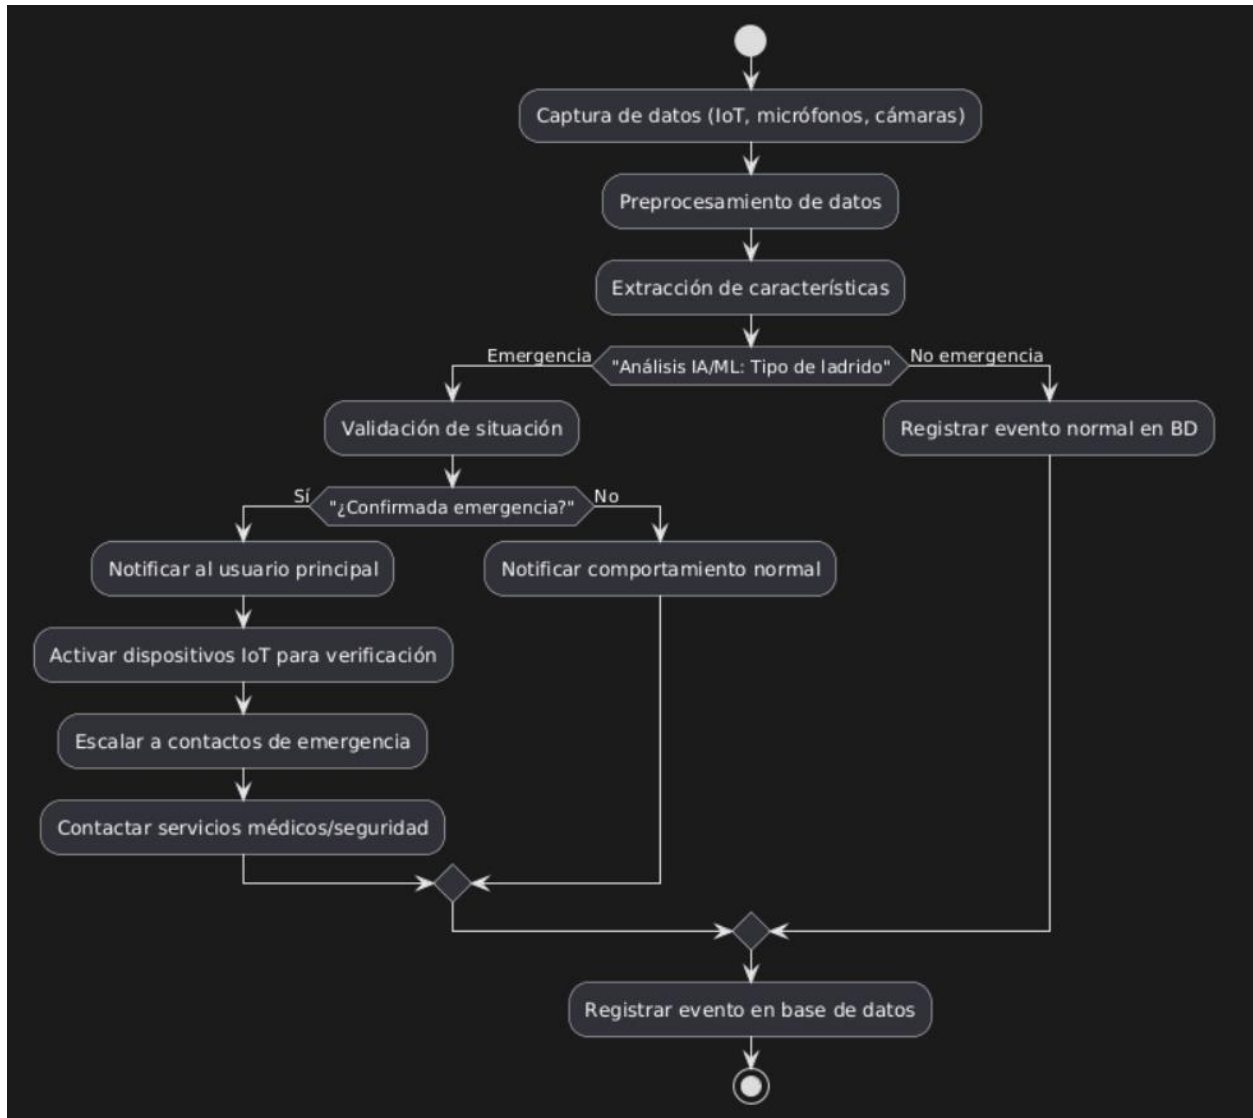 Captura de datos (IoT, micrófonos, cámaras)
Preprocesamiento de datos
Extracción de características
Emergencia
"Análisis IA/ML: Tipo de ladrido"
No emergencia
Validación de situación
Registrar evento normal en BD
Sí
"¿Confirmada emergencia?"
No
Notificar al usuario principal
Notificar comportamiento normal
Activar dispositivos IoT para verificación
Escalar a contactos de emergencia
Contactar servicios médicos/seguridad
Registrar evento en base de datos